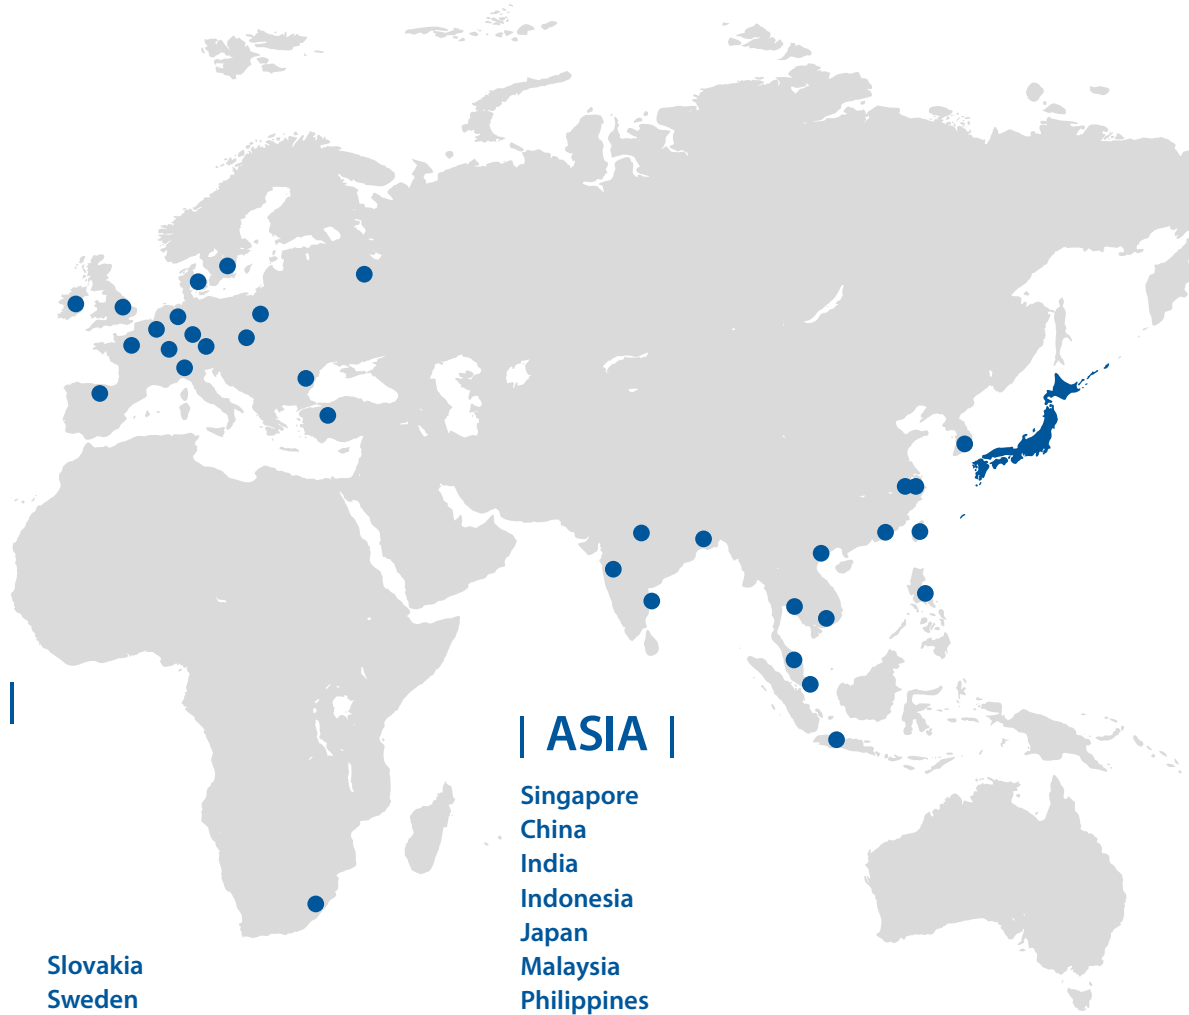 | ASIA |
Singapore
China
India
Indonesia
Japan
Malaysia
Philippines
Slovakia
Sweden